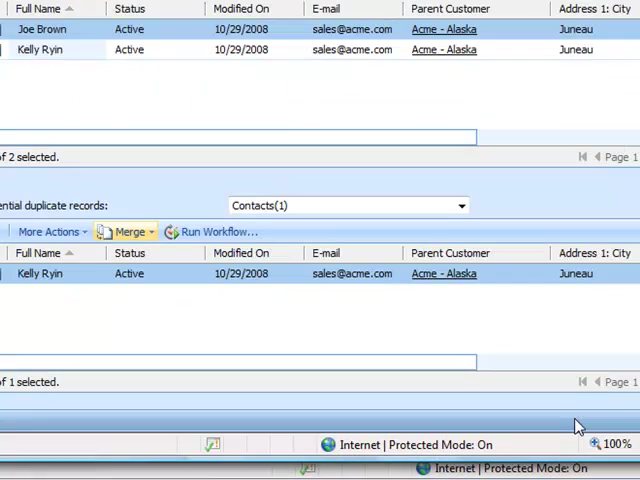 Full Name Status Modified On E-mail Parent Customer Address 1: City
Joe Brown Active 10/29/2008 sales@acme.com Acme - Alaska Juneau
Kelly Ryin Active 10/29/2008 sales@acme.com Acme - Alaska Juneau
of 2 selected. Page 1
ential duplicate records: Contacts(1)
More Actions Merge Run Workflow...
Full Name Status Modified On E-mail Parent Customer Address 1: City
Kelly Ryin Active 10/29/2008 sales@acme.com Acme - Alaska Juneau
of 1 selected. Page 1
Internet | Protected Mode: On 100%
Internet | Protected Mode: On